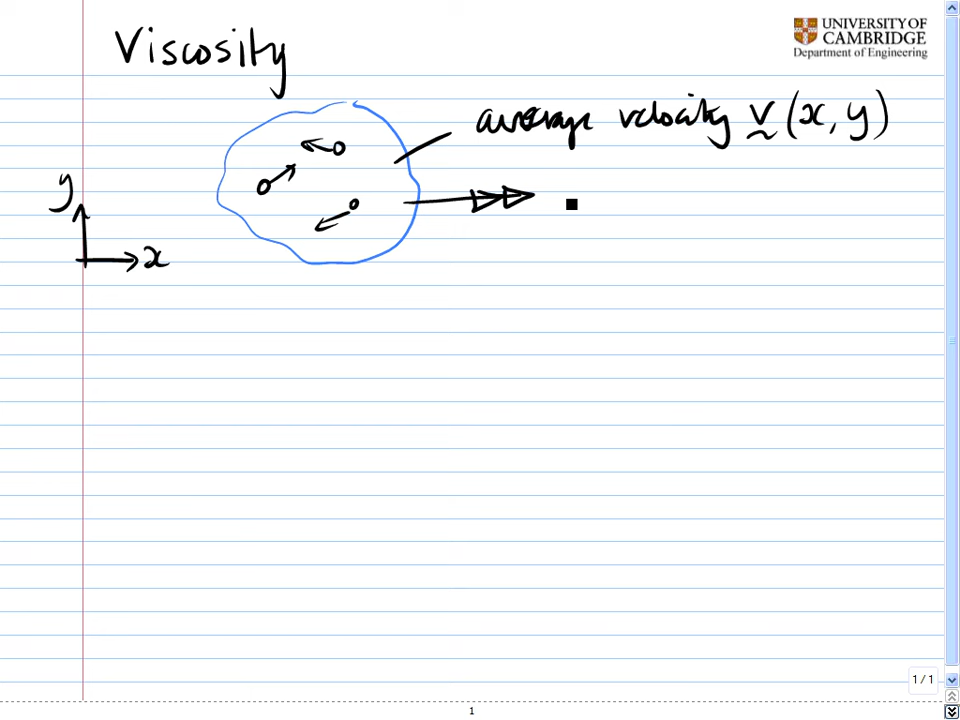 Viscosity
UNIVERSITY OF
CAMBRIDGE
Department of Engineering
average velocity v (x, y)
y
x
1 / 1
1